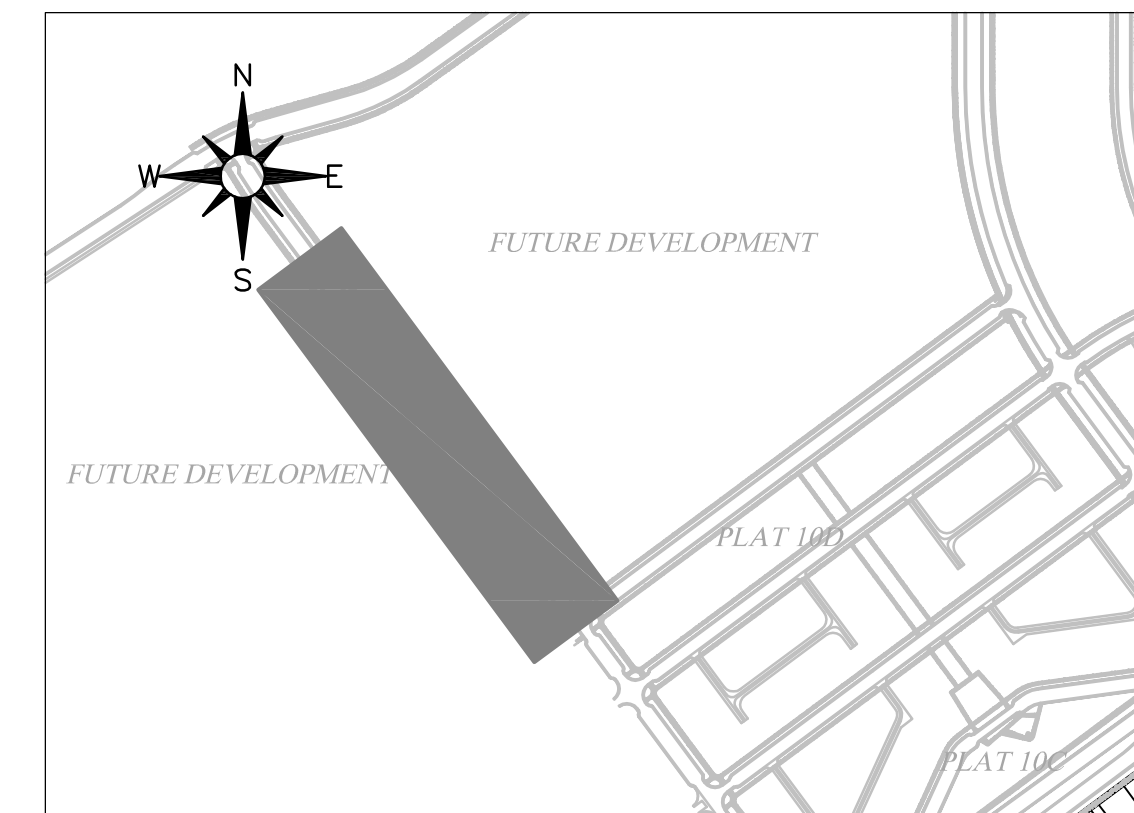 N
W E
S
FUTURE DEVELOPMENT
FUTURE DEVELOPMENT
PLAT 10D
PLAT 10C